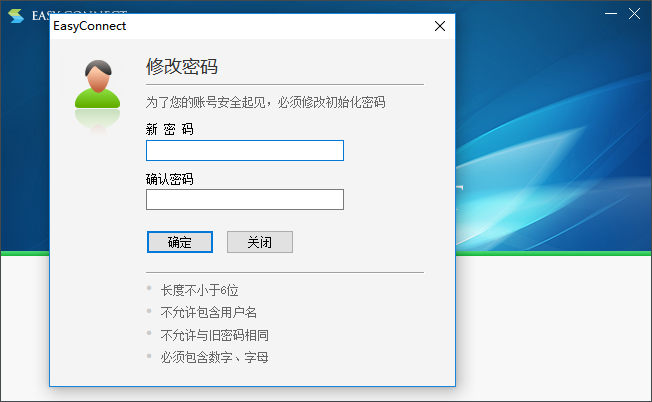 EASY CONNECT
EasyConnect
修改密码
为了您的账号安全起见，必须修改初始化密码
新 密 码
确认密码
确定
关闭
长度不小于6位
不允许包含用户名
不允许与旧密码相同
必须包含数字、字母